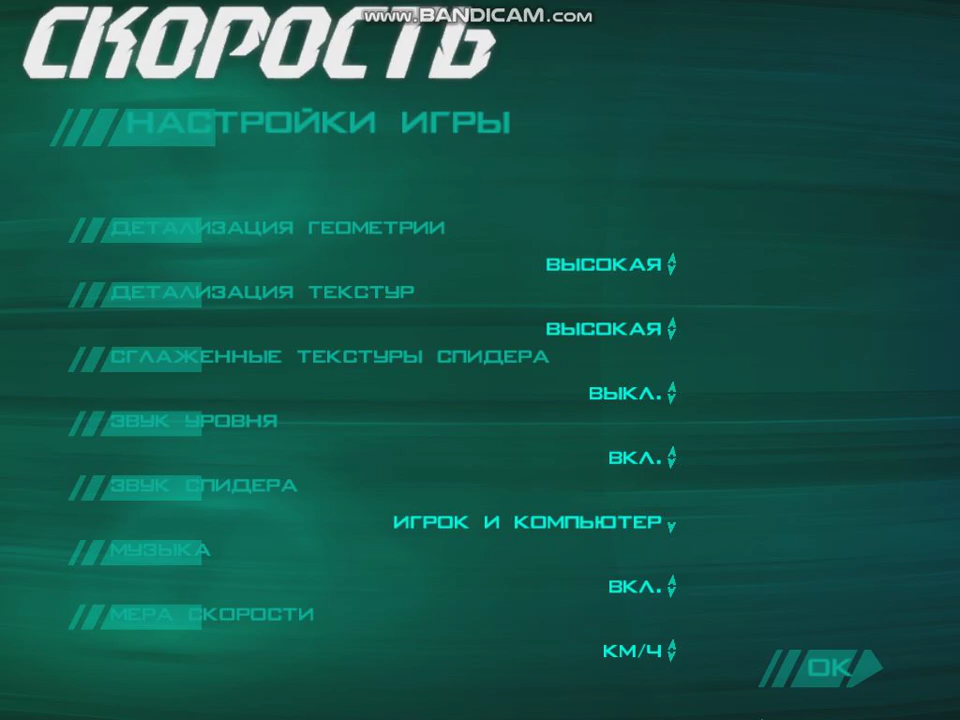 www.BANDICAM.com
СКОРОСТЬ
НАСТРОЙКИ ИГРЫ
ДЕТАЛИЗАЦИЯ ГЕОМЕТРИИ
ВЫСОКАЯ
ДЕТАЛИЗАЦИЯ ТЕКСТУР
ВЫСОКАЯ
СГЛАЖЕННЫЕ ТЕКСТУРЫ СПИДЕРА
ВЫКЛ.
ЗВУК УРОВНЯ
ВКЛ.
ЗВУК СПИДЕРА
ИГРОК И КОМПЬЮТЕР
МУЗЫКА
ВКЛ.
МЕРА СКОРОСТИ
КМ/Ч
ОК